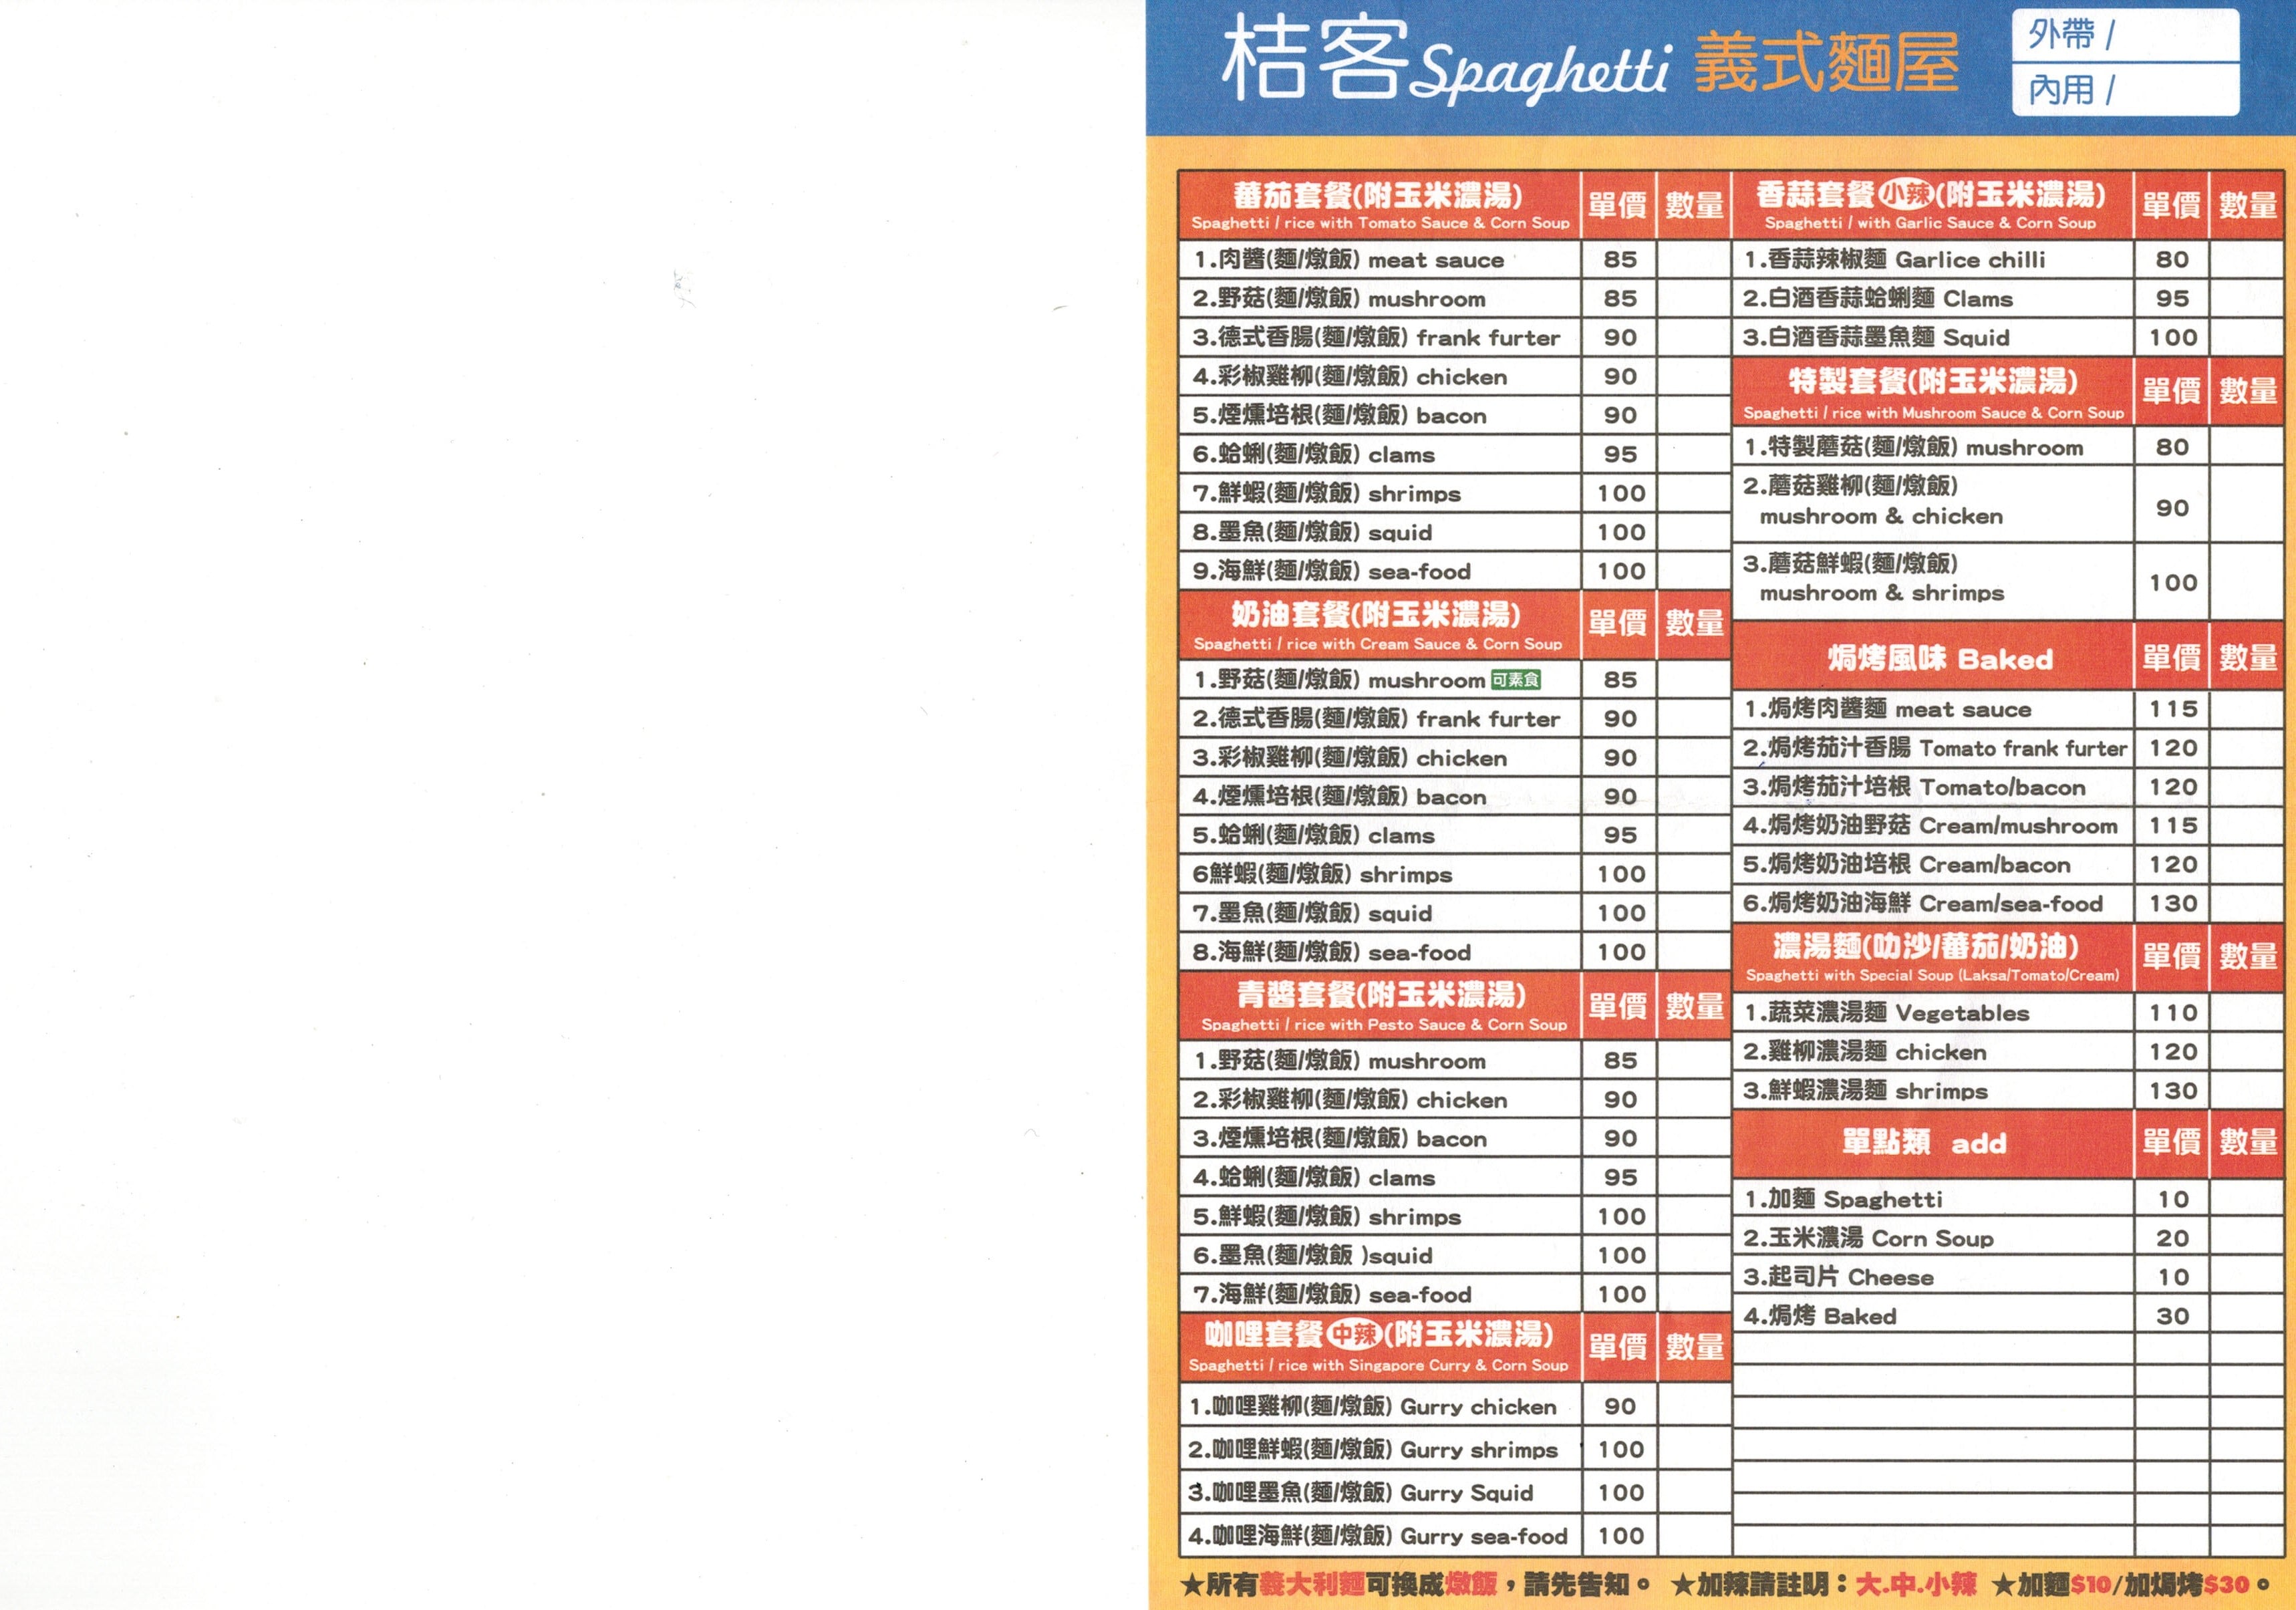 桔客Spaghetti 義式麵屋
外帶 /
內用 /
蕃茄套餐(附玉米濃湯) 單價 數量
Spaghetti / rice with Tomato Sauce & Corn Soup
1.肉醬(麵/燉飯) meat sauce 85
2.野菇(麵/燉飯) mushroom 85
3.德式香腸(麵/燉飯) frank furter 90
4.彩椒雞柳(麵/燉飯) chicken 90
5.煙燻培根(麵/燉飯) bacon 90
6.蛤蜊(麵/燉飯) clams 95
7.鮮蝦(麵/燉飯) shrimps 100
8.墨魚(麵/燉飯) squid 100
9.海鮮(麵/燉飯) sea-food 100
奶油套餐(附玉米濃湯) 單價 數量
Spaghetti / rice with Cream Sauce & Corn Soup
1.野菇(麵/燉飯) mushroom 可素食 85
2.德式香腸(麵/燉飯) frank furter 90
3.彩椒雞柳(麵/燉飯) chicken 90
4.煙燻培根(麵/燉飯) bacon 90
5.蛤蜊(麵/燉飯) clams 95
6鮮蝦(麵/燉飯) shrimps 100
7.墨魚(麵/燉飯) squid 100
8.海鮮(麵/燉飯) sea-food 100
青醬套餐(附玉米濃湯) 單價 數量
Spaghetti / rice with Pesto Sauce & Corn Soup
1.野菇(麵/燉飯) mushroom 85
2.彩椒雞柳(麵/燉飯) chicken 90
3.煙燻培根(麵/燉飯) bacon 90
4.蛤蜊(麵/燉飯) clams 95
5.鮮蝦(麵/燉飯) shrimps 100
6.墨魚(麵/燉飯 )squid 100
7.海鮮(麵/燉飯) sea-food 100
咖哩套餐中辣(附玉米濃湯) 單價 數量
Spaghetti / rice with Singapore Curry & Corn Soup
1.咖哩雞柳(麵/燉飯) Gurry chicken 90
2.咖哩鮮蝦(麵/燉飯) Gurry shrimps 100
3.咖哩墨魚(麵/燉飯) Gurry Squid 100
4.咖哩海鮮(麵/燉飯) Gurry sea-food 100
香蒜套餐小辣(附玉米濃湯) 單價 數量
Spaghetti / with Garlic Sauce & Corn Soup
1.香蒜辣椒麵 Garlice chilli 80
2.白酒香蒜蛤蜊麵 Clams 95
3.白酒香蒜墨魚麵 Squid 100
特製套餐(附玉米濃湯) 單價 數量
Spaghetti / rice with Mushroom Sauce & Corn Soup
1.特製蘑菇(麵/燉飯) mushroom 80
2.蘑菇雞柳(麵/燉飯)
mushroom & chicken 90
3.蘑菇鮮蝦(麵/燉飯)
mushroom & shrimps 100
焗烤風味 Baked 單價 數量
1.焗烤肉醬麵 meat sauce 115
2.焗烤茄汁香腸 Tomato frank furter 120
3.焗烤茄汁培根 Tomato/bacon 120
4.焗烤奶油野菇 Cream/mushroom 115
5.焗烤奶油培根 Cream/bacon 120
6.焗烤奶油海鮮 Cream/sea-food 130
濃湯麵(叻沙/蕃茄/奶油) 單價 數量
Spaghetti with Special Soup (Laksa/Tomato/Cream)
1.蔬菜濃湯麵 Vegetables 110
2.雞柳濃湯麵 chicken 120
3.鮮蝦濃湯麵 shrimps 130
單點類 add 單價 數量
1.加麵 Spaghetti 10
2.玉米濃湯 Corn Soup 20
3.起司片 Cheese 10
4.焗烤 Baked 30
★所有義大利麵可換成燉飯，請先告知。 ★加辣請註明：大.中.小辣 ★加麵$10/加焗烤$30。